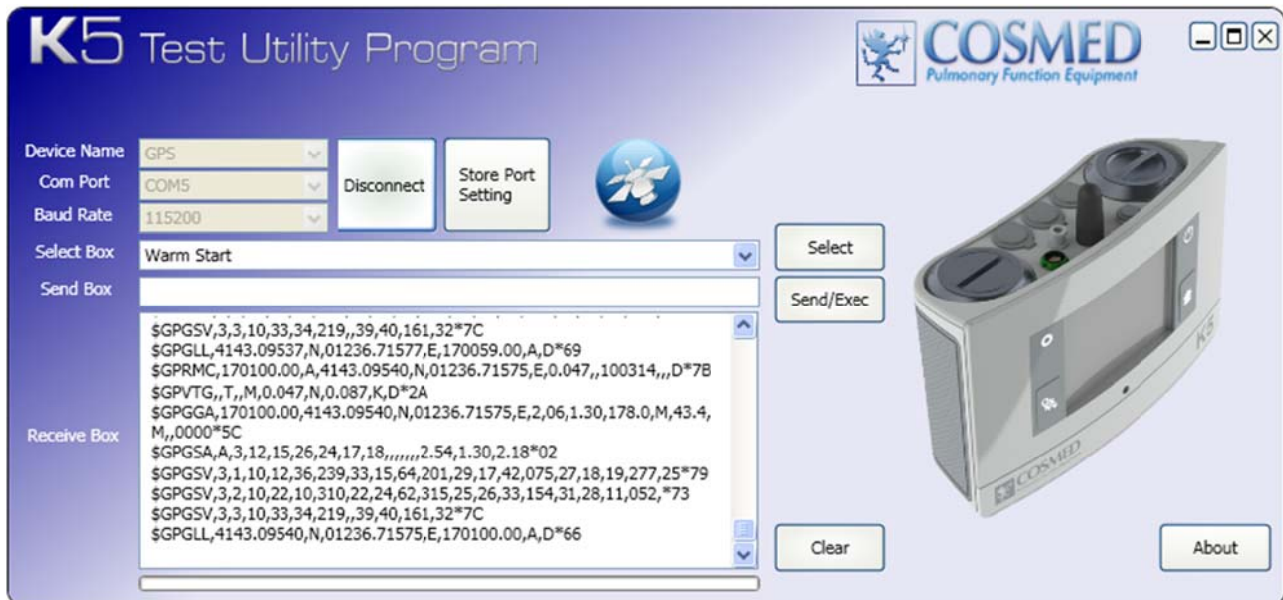 K5 Test Utility Program
COSMED
Pulmonary Function Equipment
Device Name GPS
Com Port COM5
Baud Rate 115200
Disconnect
Store Port
Setting
Select Box Warm Start
Select
Send Box
Send/Exec
Receive Box
$GPGSV,3,3,10,33,34,219,,39,40,161,32*7C
$GPGLL,4143.09537,N,01236.71577,E,170059.00,A,D*69
$GPRMC,170100.00,A,4143.09540,N,01236.71575,E,0.047,,100314,,,D*7B
$GPVTG,,T,,M,0.047,N,0.087,K,D*2A
$GPGGA,170100.00,4143.09540,N,01236.71575,E,2,06,1.30,178.0,M,43.4,
M,,0000*5C
$GPGSA,A,3,12,15,26,24,17,18,,,,,,,2.54,1.30,2.18*02
$GPGSV,3,1,10,12,36,239,33,15,64,201,29,17,42,075,27,18,19,277,25*79
$GPGSV,3,2,10,22,10,310,22,24,62,315,25,26,33,154,31,28,11,052,*73
$GPGSV,3,3,10,33,34,219,,39,40,161,32*7C
$GPGLL,4143.09540,N,01236.71575,E,170100.00,A,D*66
Clear
About
K5
COSMED